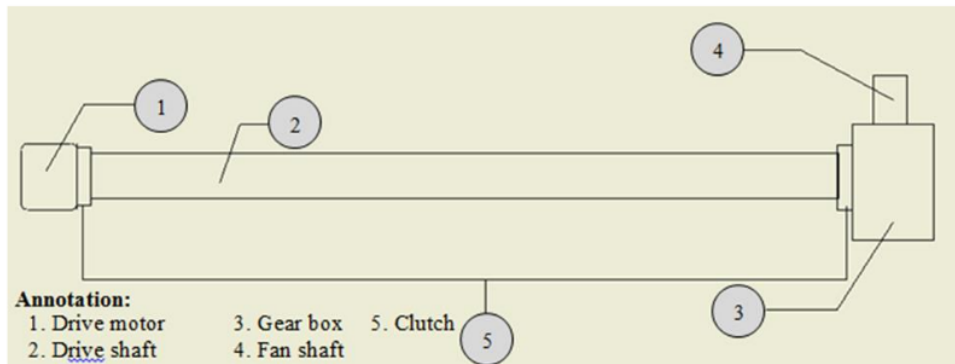 4
1
2
Annotation:
1. Drive motor 3. Gear box 5. Clutch
3
5
2. Drive shaft 4. Fan shaft